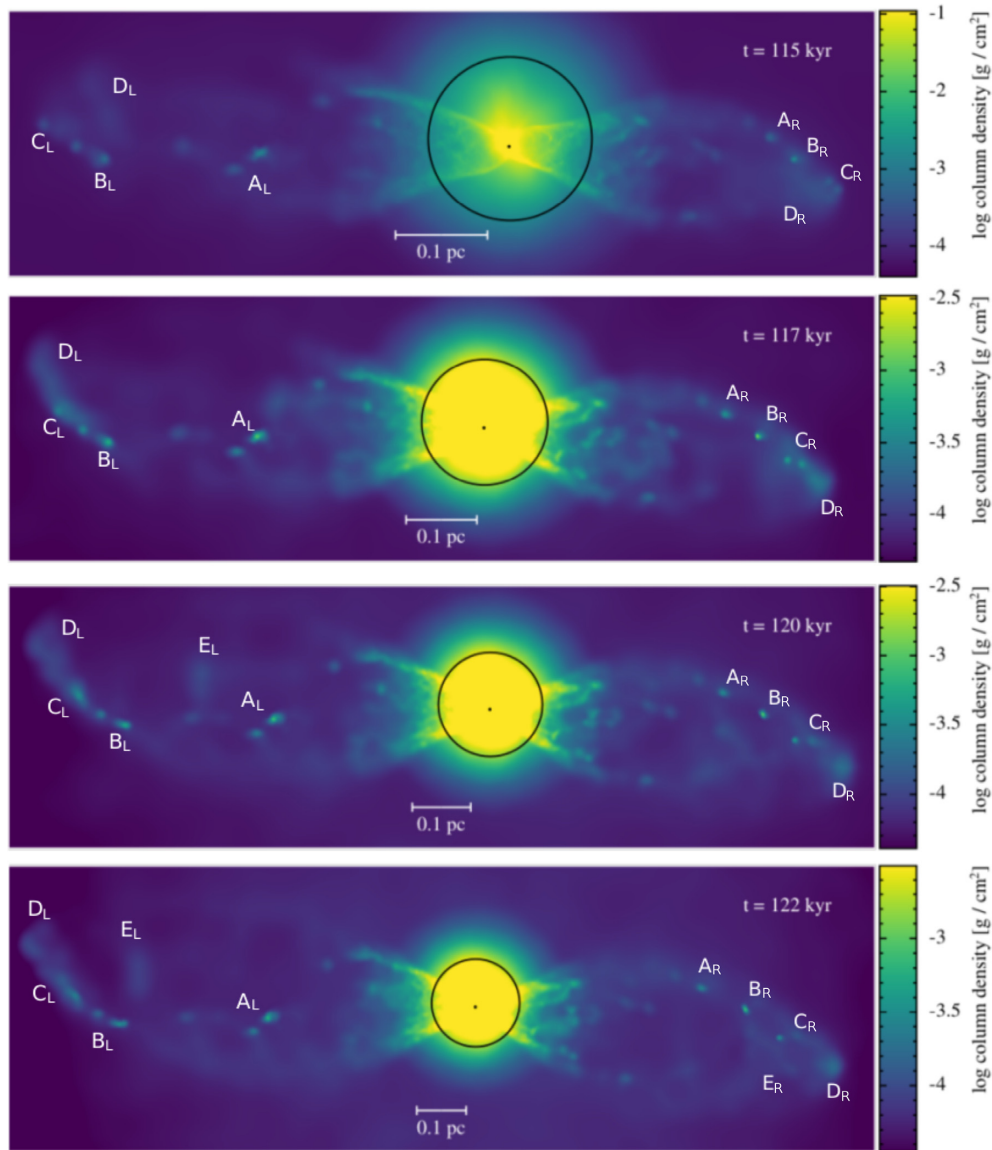 t = 115 kyr
D_L
C_L
B_L
A_L
A_R
B_R
C_R
D_R
0.1 pc
-1
-2
-3
-4
log column density [g / cm²]
t = 117 kyr
D_L
C_L
B_L
A_L
A_R
B_R
C_R
D_R
0.1 pc
-2.5
-3
-3.5
-4
log column density [g / cm²]
t = 120 kyr
D_L
E_L
C_L
B_L
A_L
A_R
B_R
C_R
D_R
0.1 pc
-2.5
-3
-3.5
-4
log column density [g / cm²]
t = 122 kyr
D_L
E_L
C_L
B_L
A_L
A_R
B_R
C_R
E_R
D_R
0.1 pc
-3
-3.5
-4
log column density [g / cm²]